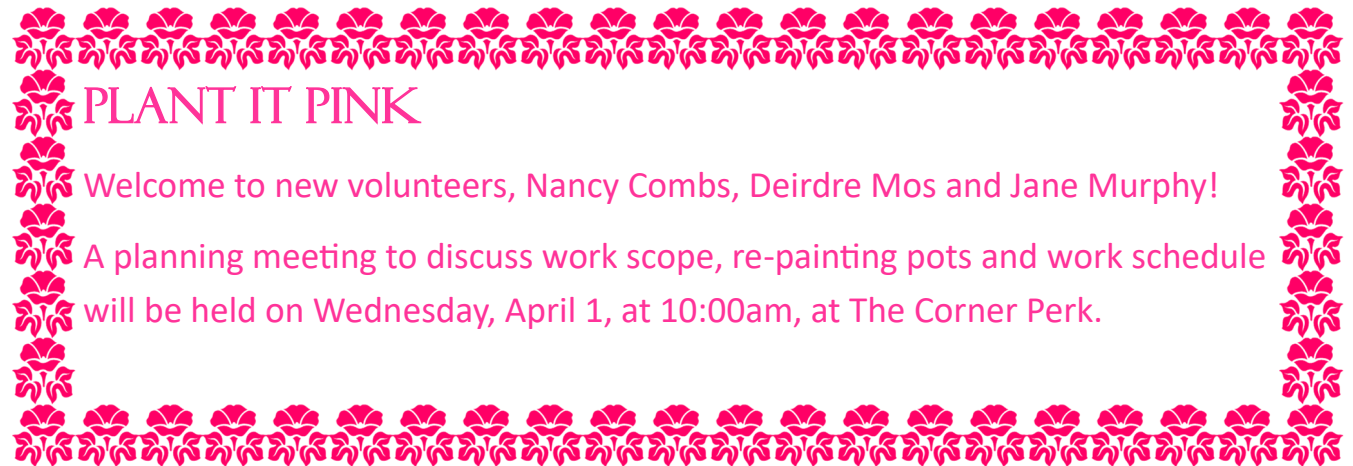 PLANT IT PINK
Welcome to new volunteers, Nancy Combs, Deirdre Mos and Jane Murphy!
A planning meeting to discuss work scope, re-painting pots and work schedule
will be held on Wednesday, April 1, at 10:00am, at The Corner Perk.